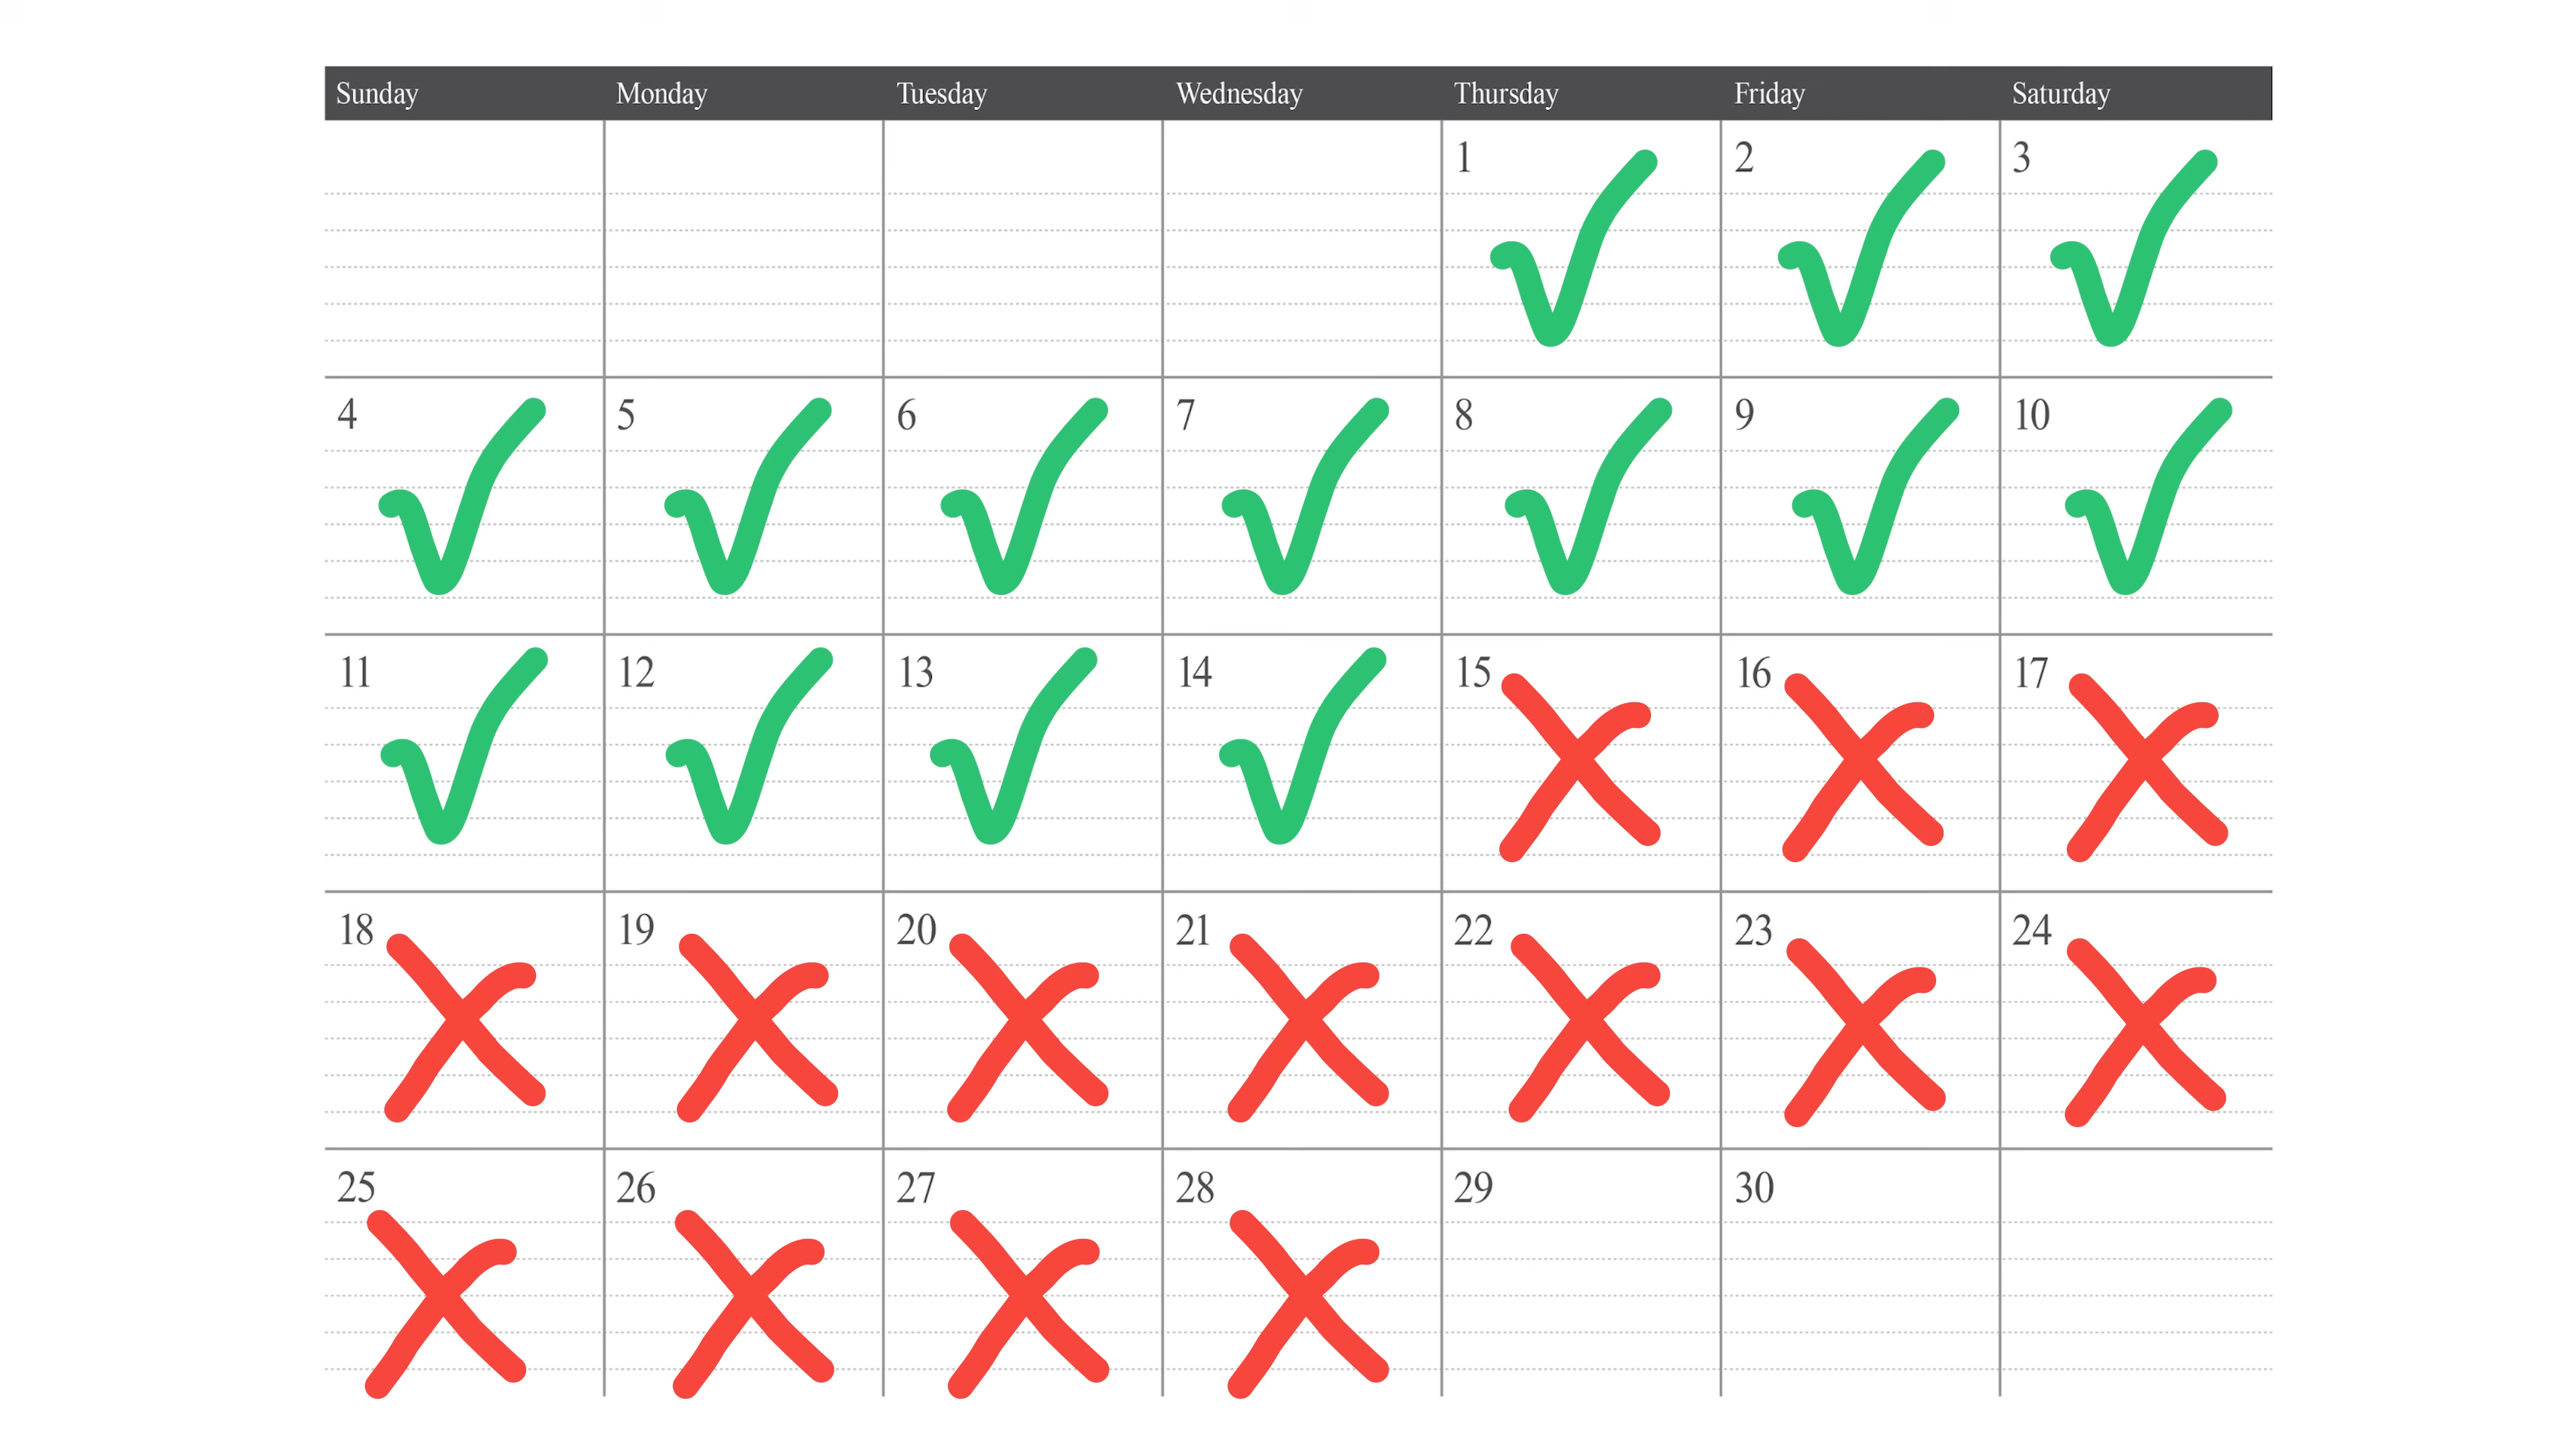 Sunday Monday Tuesday Wednesday Thursday Friday Saturday
1 2 3
4 5 6 7 8 9 10
11 12 13 14 15 16 17
18 19 20 21 22 23 24
25 26 27 28 29 30